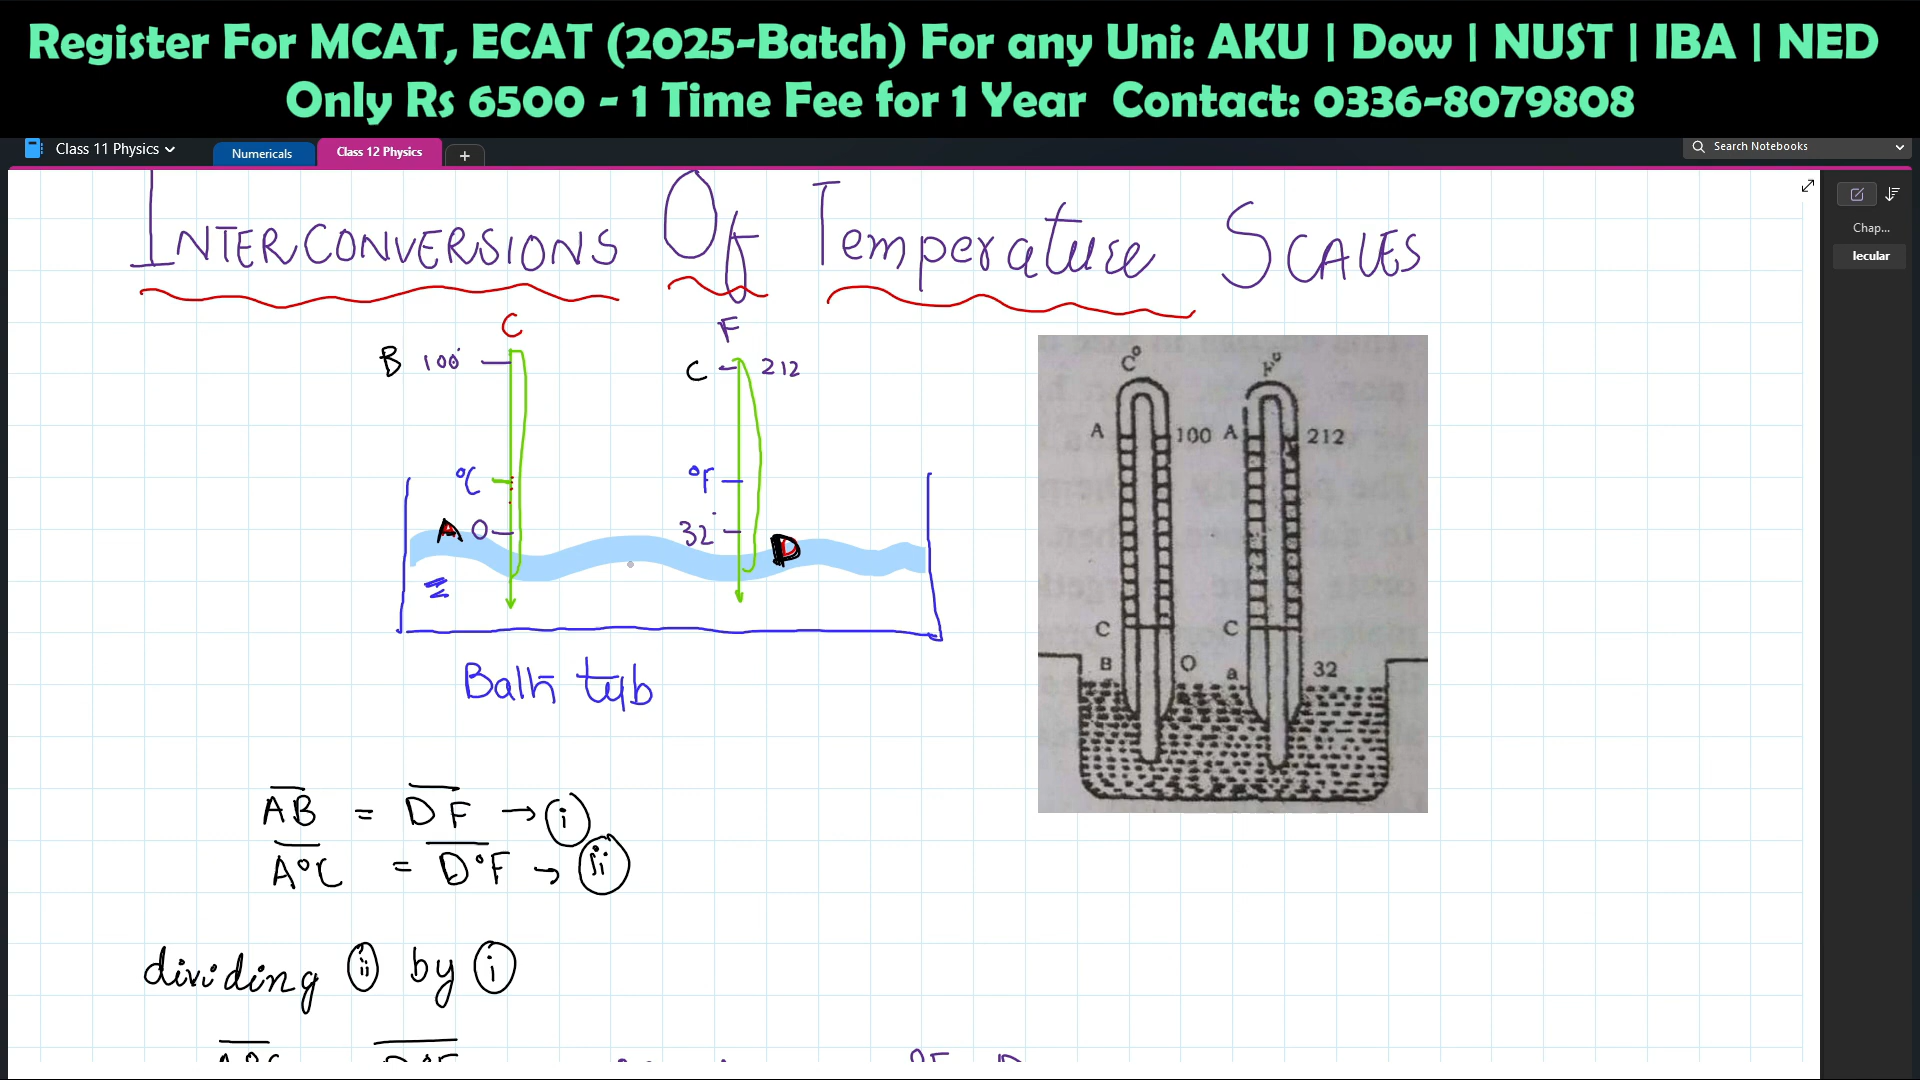 Register For MCAT, ECAT (2025-Batch) For any Uni: AKU | Dow | NUST | IBA | NED
Only Rs 6500 - 1 Time Fee for 1 Year Contact: 0336-8079808
Class 11 Physics
Numericals
Class 12 Physics
+
Search Notebooks
Chap...
lecular
INTERCONVERSIONS Of Temperature SCALES
C F
B 100° C 212
°C °F
A 0 32° D
Bath tub
C° F°
A 100 A 212
C C
B O a 32
AB = DF → (i)
A°C = D°F → (ii)
dividing (ii) by (i)